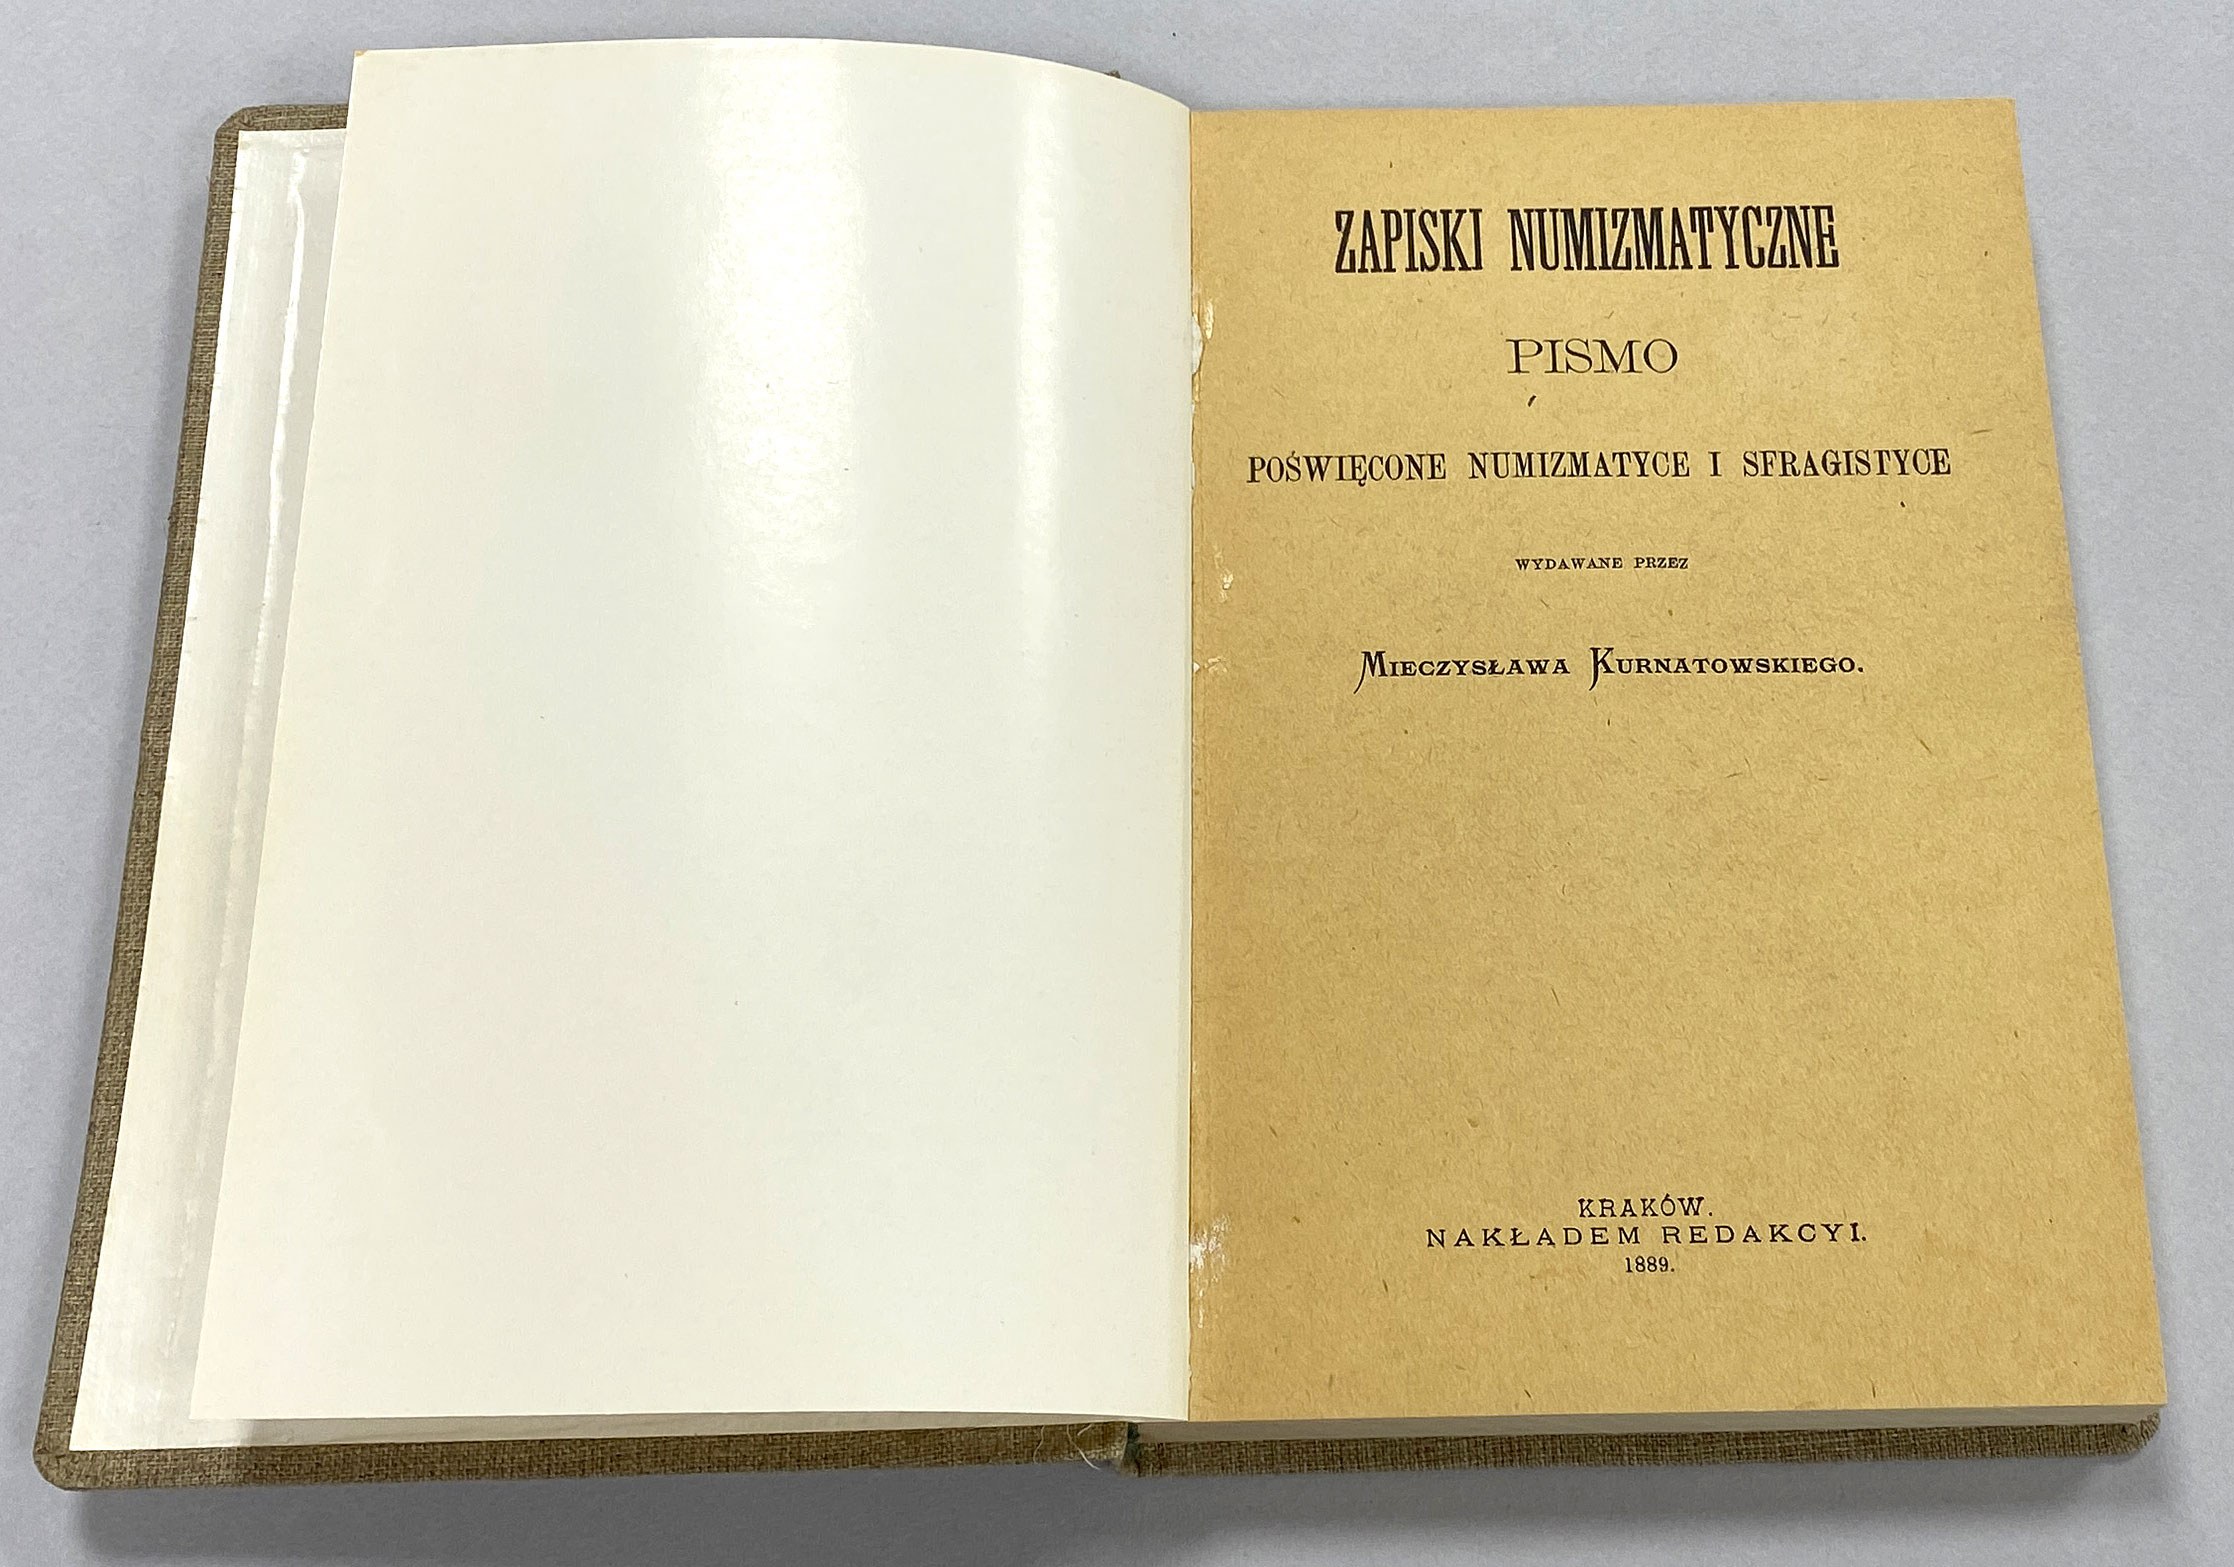 ZAPISKI NUMIZMATYCZNE
PISMO
POŚWIĘCONE NUMIZMATYCE I SFRAGISTYCE
WYDAWANE PRZEZ
MIECZYSŁAWA KURNATOWSKIEGO.
KRAKÓW.
NAKŁADEM REDAKCYI.
1889.